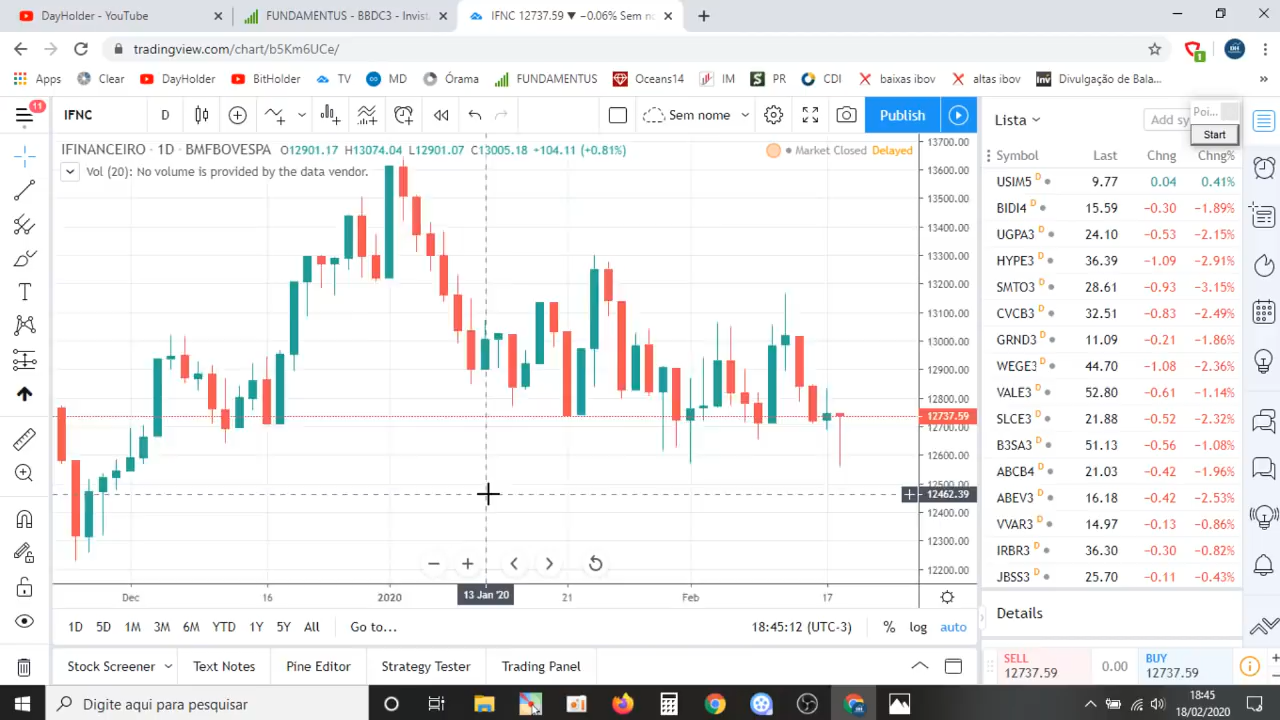 DayHolder - YouTube
FUNDAMENTUS - BBDC3 - Invist
IFNC 12737.59 ▼ −0.06% Sem no
tradingview.com/chart/b5Km6UCe/
Apps Clear DayHolder BitHolder TV MD Órama FUNDAMENTUS Oceans14 IM PR CDI baixas ibov altas ibov Divulgação de Bala...
11 IFNC D Sem nome Publish
IFINANCEIRO · 1D · BMFBOVESPA O12901.17 H13074.04 L12901.07 C13005.18 +104.11 (+0.81%) Market Closed Delayed
Vol (20): No volume is provided by the data vendor.
13700.00
13600.00
13500.00
13400.00
13300.00
13200.00
13100.00
13000.00
12900.00
12800.00
12737.59
12700.00
12600.00
12500.00
12462.39
12400.00
12300.00
12200.00
Dec 16 2020 13 Jan '20 21 Feb 17
1D 5D 1M 3M 6M YTD 1Y 5Y All Go to... 18:45:12 (UTC-3) % log auto
Stock Screener Text Notes Pine Editor Strategy Tester Trading Panel
Lista Add sy
Poi...
Start
Symbol Last Chng Chng%
USIM5 D 9.77 0.04 0.41%
BIDI4 D 15.59 −0.30 −1.89%
UGPA3 D 24.10 −0.53 −2.15%
HYPE3 D 36.39 −1.09 −2.91%
SMTO3 D 28.61 −0.93 −3.15%
CVCB3 D 32.51 −0.83 −2.49%
GRND3 D 11.09 −0.21 −1.86%
WEGE3 D 44.70 −1.08 −2.36%
VALE3 D 52.80 −0.61 −1.14%
SLCE3 D 21.88 −0.52 −2.32%
B3SA3 D 51.13 −0.56 −1.08%
ABCB4 D 21.03 −0.42 −1.96%
ABEV3 D 16.18 −0.42 −2.53%
VVAR3 D 14.97 −0.13 −0.86%
IRBR3 D 36.30 −0.30 −0.82%
JBSS3 D 25.70 −0.11 −0.43%
Details
SELL
12737.59
0.00
BUY
12737.59
Digite aqui para pesquisar
18:45
18/02/2020